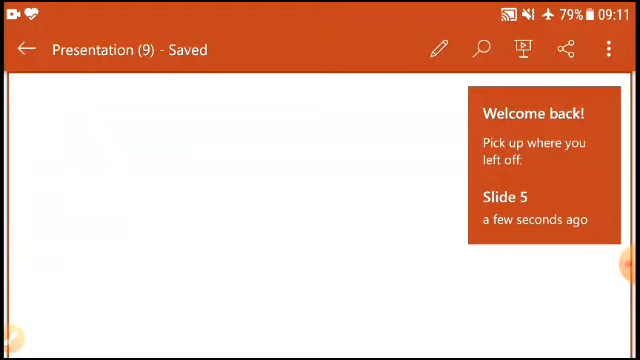 79% 09:11
Presentation (9) - Saved
Welcome back!
Pick up where you
left off:
Slide 5
a few seconds ago